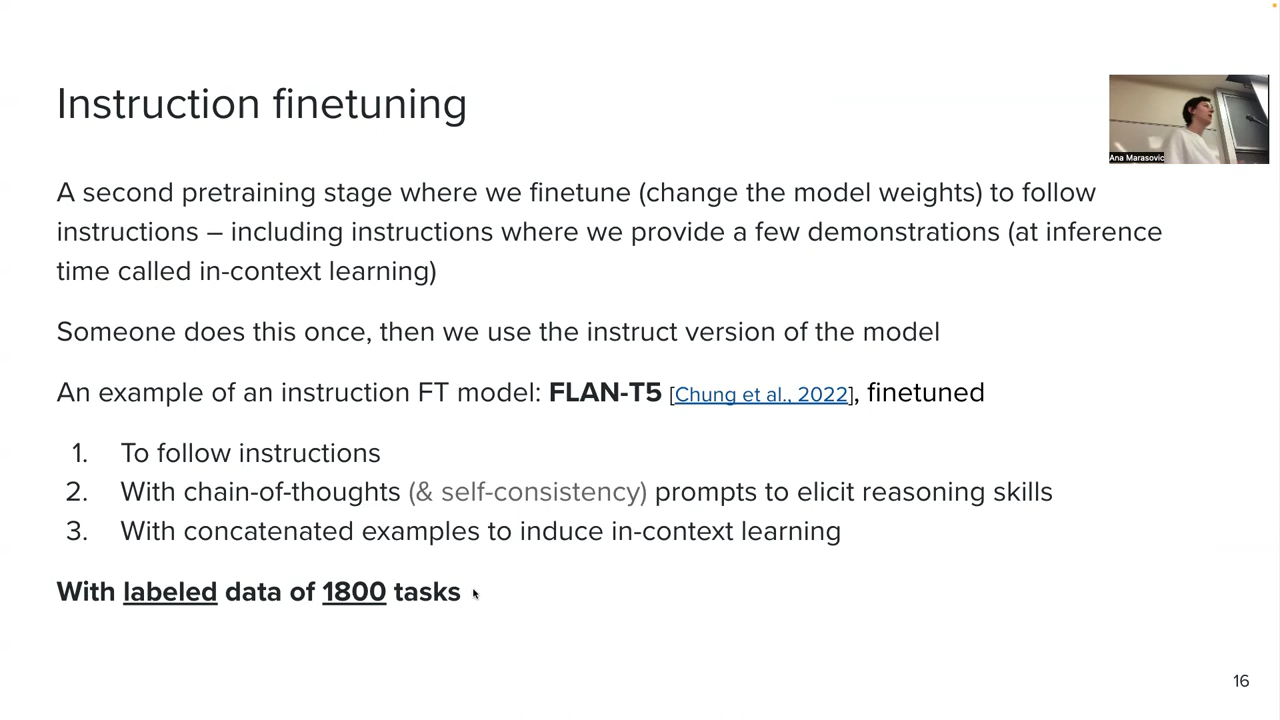 Instruction finetuning
Ana Marasovic
A second pretraining stage where we finetune (change the model weights) to follow
instructions – including instructions where we provide a few demonstrations (at inference
time called in-context learning)
Someone does this once, then we use the instruct version of the model
An example of an instruction FT model: FLAN-T5 [Chung et al., 2022], finetuned
1. To follow instructions
2. With chain-of-thoughts (& self-consistency) prompts to elicit reasoning skills
3. With concatenated examples to induce in-context learning
With labeled data of 1800 tasks
16